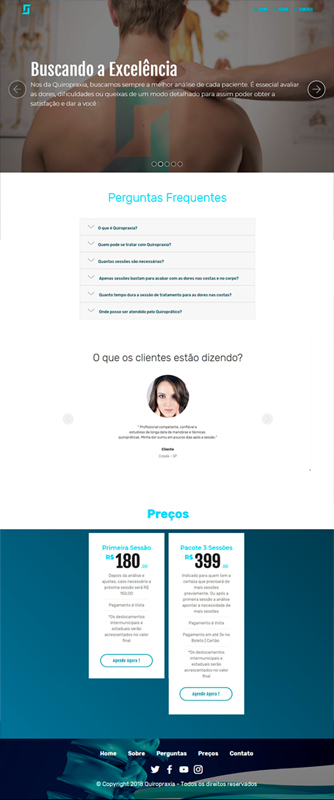 Buscando a Excelência
Nos da Quiropraxia, buscamos sempre a melhor análise de cada paciente. É essecial avaliar
as dores, dificuldades ou queixas de um modo detalhado para assim poder obter a
satisfação e dar a você
Perguntas Frequentes
O que é Quiropraxia?
Quem pode se tratar com Quiropraxia?
Quantas sessões são necessárias?
Apenas sessões bastam para acabar com as dores nas costas e no corpo?
Quanto tempo dura a sessão de tratamento para as dores nas costas?
Onde posso ser atendido pelo Quiroprático?
O que os clientes estão dizendo?
" Profissional competente, confiável e
estudioso de longa data de manobras e técnicas
quiropráticas. Minha dor sumiu em poucos dias após a sessão."
Cliente
Cidade - SP
Preços
Primeira Sessão
R$ 180,00
Depois da análise e
ajustes, caso necessário a
próxima sessão será R$
160,00
Pagamento à Vista
*Os deslocamentos
intermunicipais e
estaduais serão
acrescentados no valor
final
Agende Agora !
Pacote 3 Sessões
R$ 399,00
Indicado para quem tem a
certeza que precisará de
mais sessões
previamente. Ou após a
primeira sessão a análise
apontar a necessidade de
mais sessões
Pagamento à Vista
Pagamento em até 3x no
Boleto | Cartão
*Os deslocamentos
intermunicipais e
estaduais serão
acrescentados no valor
final
Agende Agora !
Home Sobre Perguntas Preços Contato
© Copyright 2018 Quiropraxia - Todos os direitos reservados